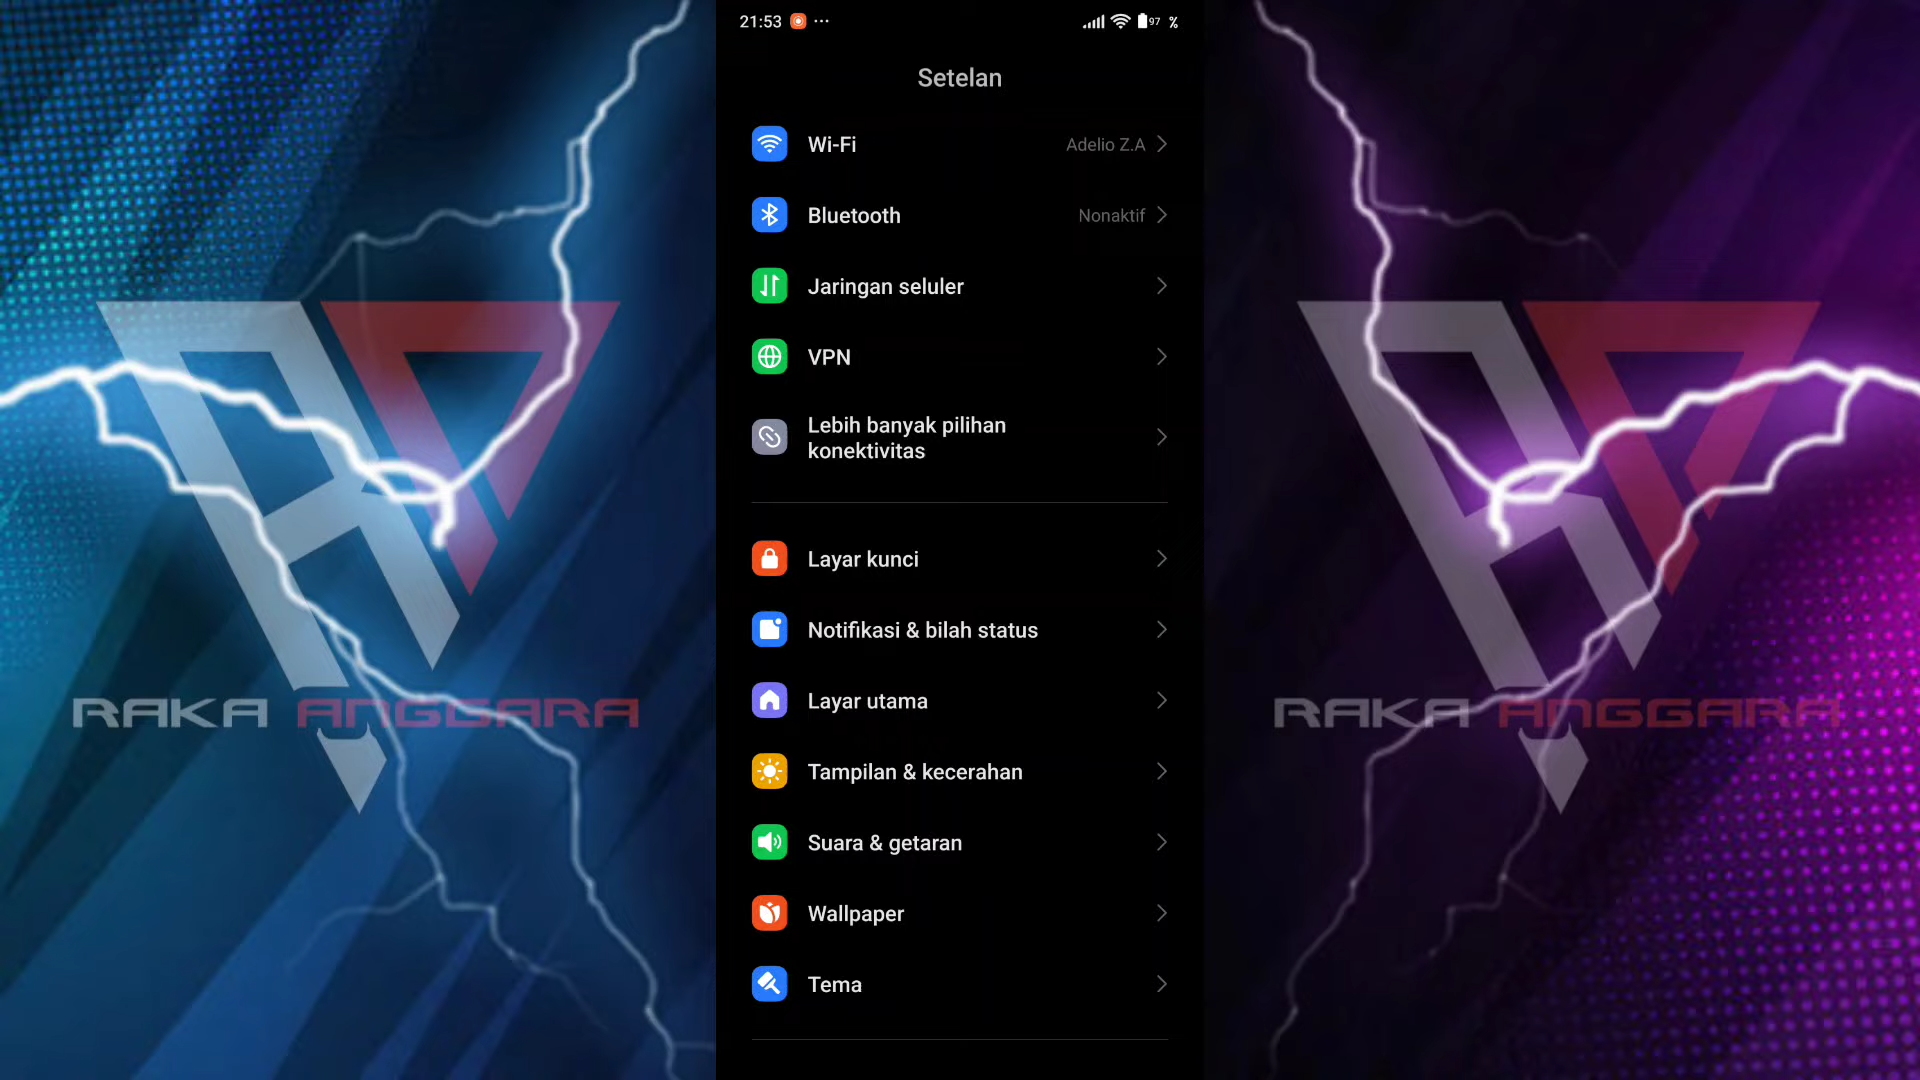 21:53
97 %
Setelan
Wi-Fi
Adelio Z.A
Bluetooth
Nonaktif
Jaringan seluler
VPN
Lebih banyak pilihan
konektivitas
Layar kunci
Notifikasi & bilah status
Layar utama
Tampilan & kecerahan
Suara & getaran
Wallpaper
Tema
RAKA ANGGARA
RAKA ANGGARA